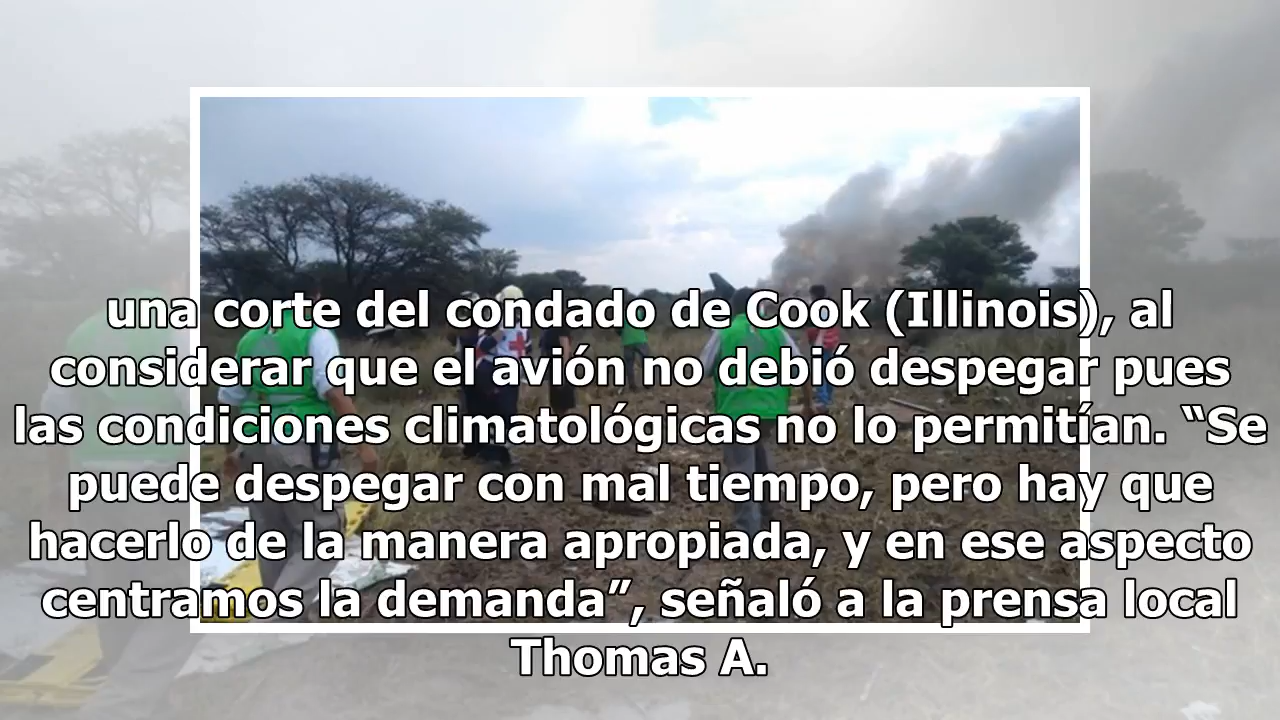 una corte del condado de Cook (Illinois), al
considerar que el avión no debió despegar pues
las condiciones climatológicas no lo permitían. “Se
puede despegar con mal tiempo, pero hay que
hacerlo de la manera apropiada, y en ese aspecto
centramos la demanda”, señaló a la prensa local
Thomas A.